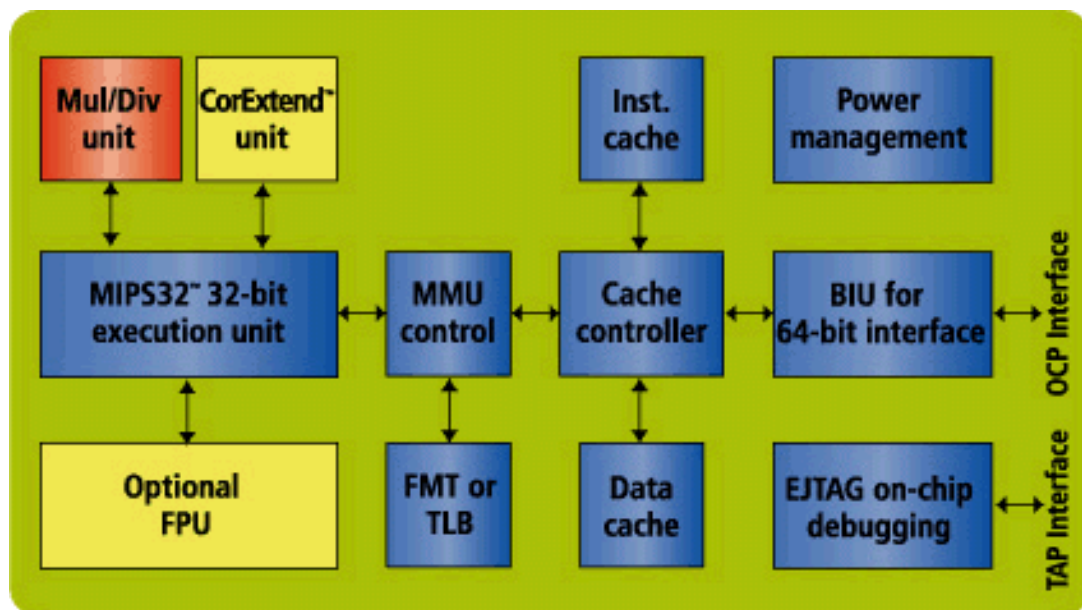 Mul/Div
unit
CorExtend™
unit
Inst.
cache
Power
management
MIPS32™ 32-bit
execution unit
MMU
control
Cache
controller
BIU for
64-bit interface
OCP Interface
Optional
FPU
FMT or
TLB
Data
cache
EJTAG on-chip
debugging
TAP Interface